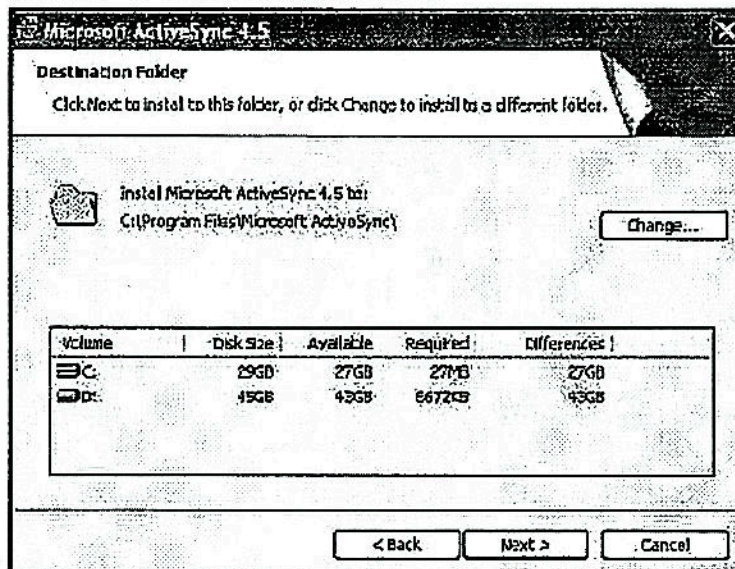 Microsoft ActiveSync 4.5
Destination Folder
Click Next to install to this folder, or click Change to install to a different folder.
Install Microsoft ActiveSync 4.5 to:
C:\Program Files\Microsoft ActiveSync\
Change...
Volume Disk Size Available Required Differences
C: 29GB 27GB 27MB 27GB
D: 45GB 43GB 43GB
< Back Next > Cancel